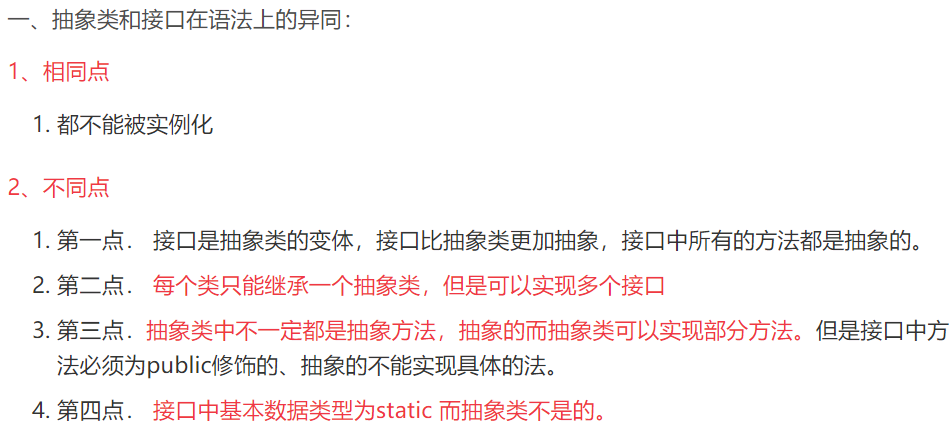 一、抽象类和接口在语法上的异同：
1、相同点
1. 都不能被实例化
2、不同点
1. 第一点． 接口是抽象类的变体，接口比抽象类更加抽象，接口中所有的方法都是抽象的。
2. 第二点． 每个类只能继承一个抽象类，但是可以实现多个接口
3. 第三点．抽象类中不一定都是抽象方法，抽象的而抽象类可以实现部分方法。但是接口中方
法必须为public修饰的、抽象的不能实现具体的法。
4. 第四点． 接口中基本数据类型为static 而抽象类不是的。